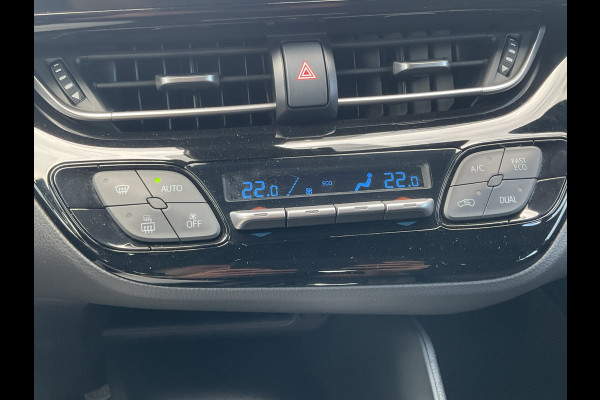 AUTO
OFF
22.0 ECO 22.0
A/C
FAST
ECO
DUAL